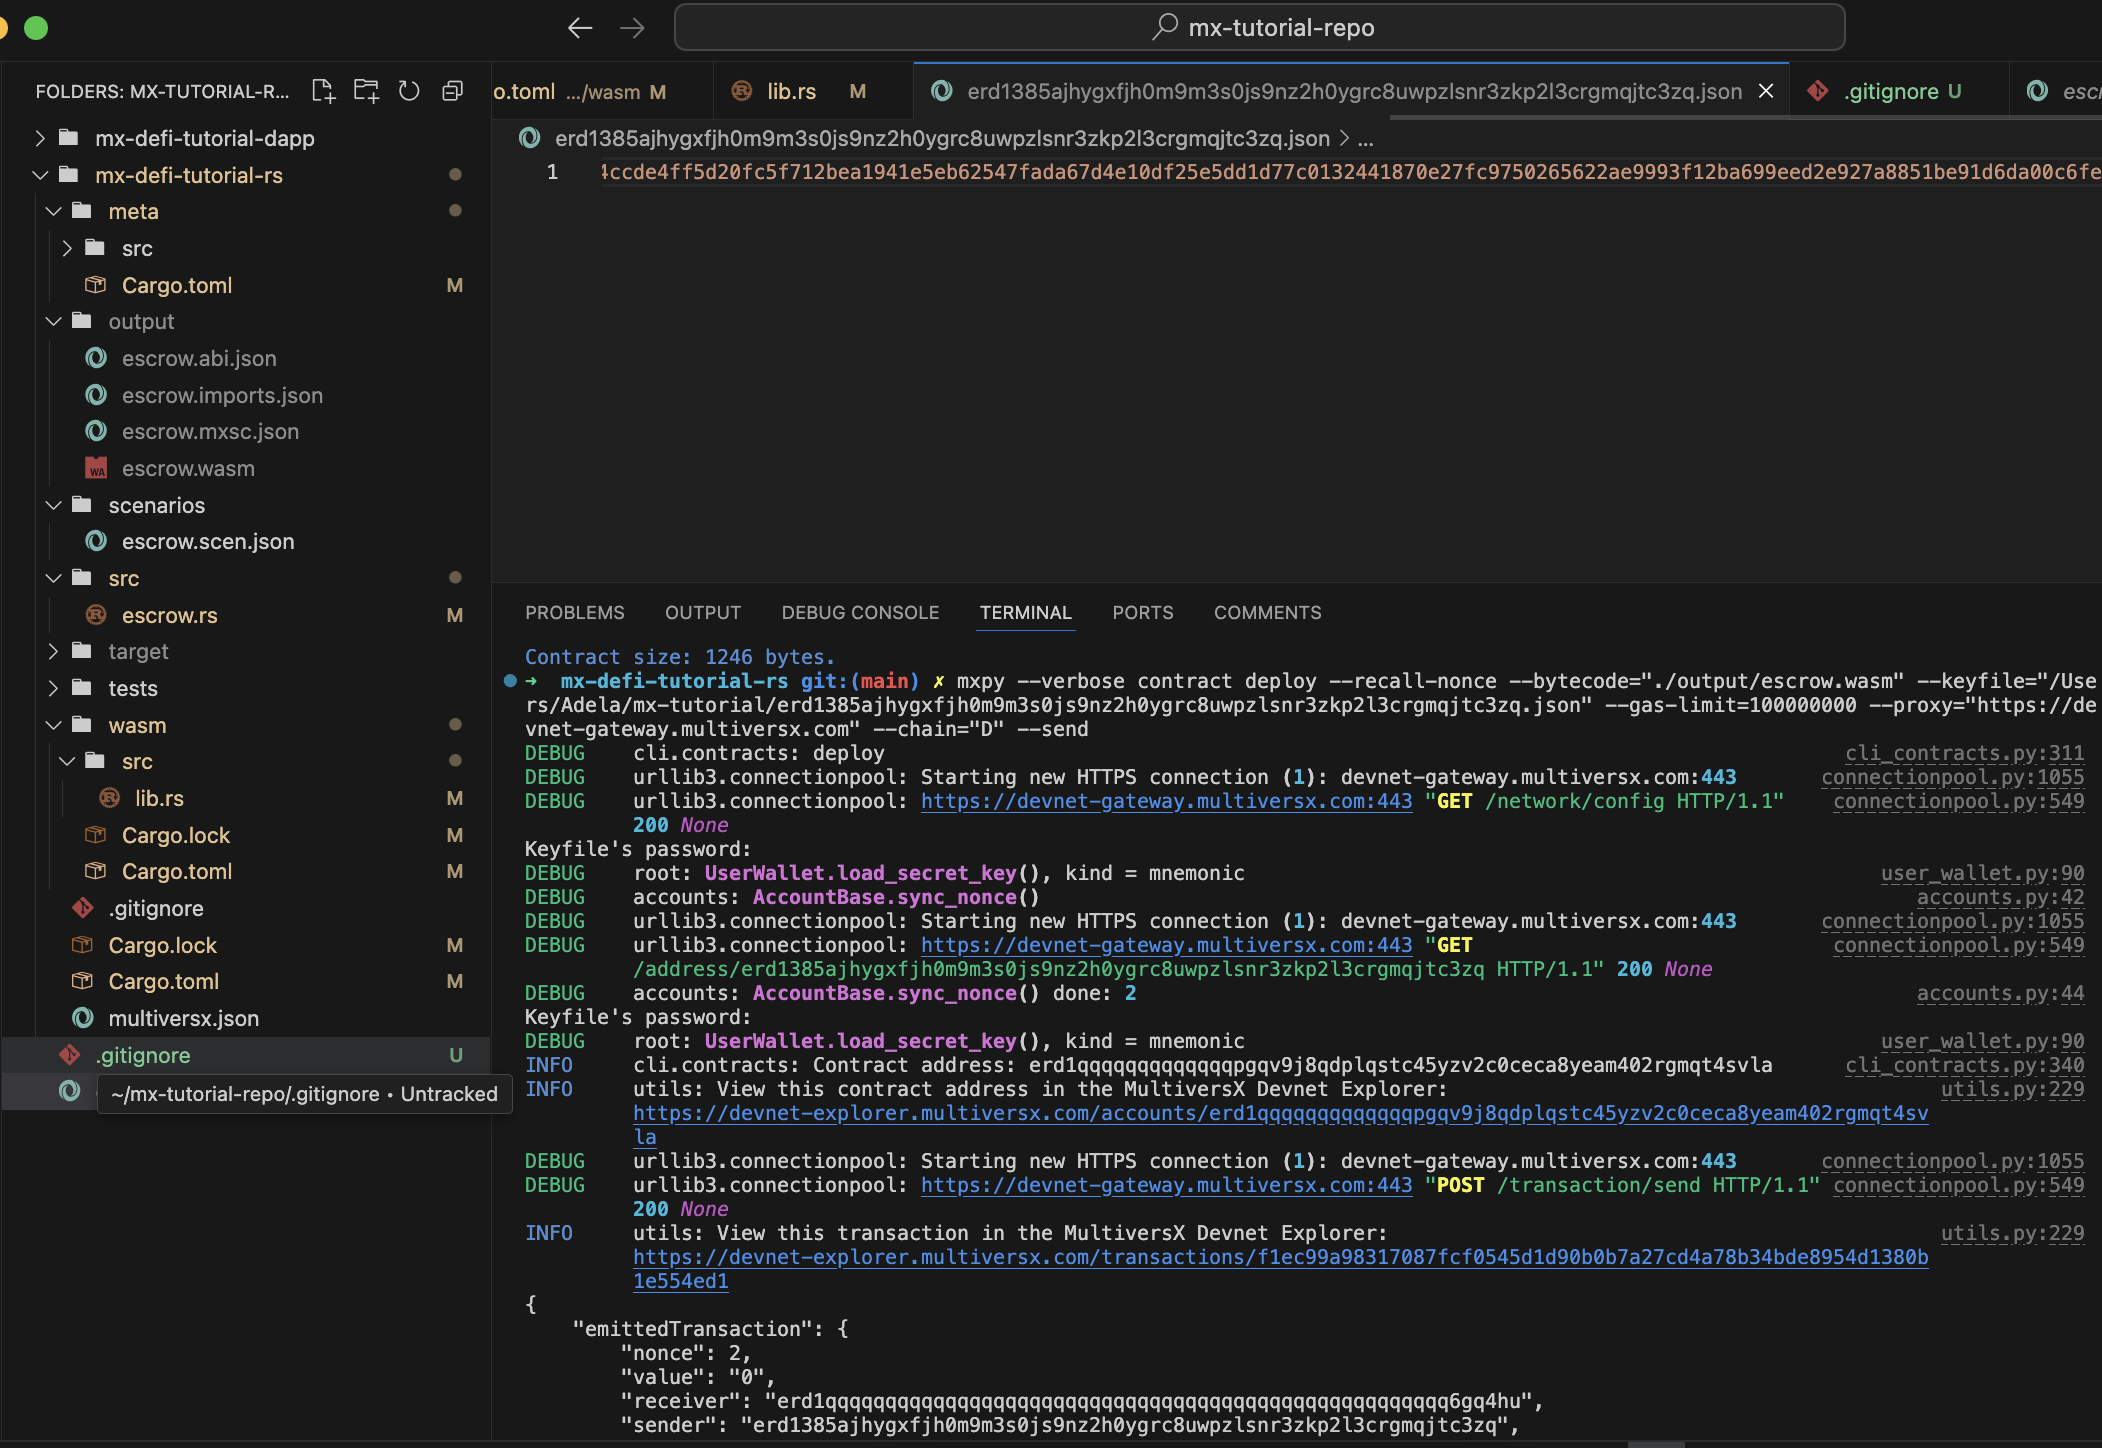 mx-tutorial-repo
FOLDERS: MX-TUTORIAL-R...
o.toml .../wasm M
lib.rs M
erd1385ajhygxfjh0m9m3s0js9nz2h0ygrc8uwpzlsnr3zkp2l3crgmqjtc3zq.json
.gitignore U
escr
erd1385ajhygxfjh0m9m3s0js9nz2h0ygrc8uwpzlsnr3zkp2l3crgmqjtc3zq.json > ...
1 4ccde4ff5d20fc5f712bea1941e5eb62547fada67d4e10df25e5dd1d77c0132441870e27fc9750265622ae9993f12ba699eed2e927a8851be91d6da00c6fe
mx-defi-tutorial-dapp
mx-defi-tutorial-rs
meta
src
Cargo.toml M
output
escrow.abi.json
escrow.imports.json
escrow.mxsc.json
WA escrow.wasm
scenarios
escrow.scen.json
src
escrow.rs M
target
tests
wasm
src
lib.rs M
Cargo.lock M
Cargo.toml M
.gitignore
Cargo.lock M
Cargo.toml M
multiversx.json
.gitignore U
~/mx-tutorial-repo/.gitignore • Untracked
PROBLEMS OUTPUT DEBUG CONSOLE TERMINAL PORTS COMMENTS
Contract size: 1246 bytes.
➜ mx-defi-tutorial-rs git:(main) ✗ mxpy --verbose contract deploy --recall-nonce --bytecode="./output/escrow.wasm" --keyfile="/Use
rs/Adela/mx-tutorial/erd1385ajhygxfjh0m9m3s0js9nz2h0ygrc8uwpzlsnr3zkp2l3crgmqjtc3zq.json" --gas-limit=100000000 --proxy="https://de
vnet-gateway.multiversx.com" --chain="D" --send
DEBUG cli.contracts: deploy cli_contracts.py:311
DEBUG urllib3.connectionpool: Starting new HTTPS connection (1): devnet-gateway.multiversx.com:443 connectionpool.py:1055
DEBUG urllib3.connectionpool: https://devnet-gateway.multiversx.com:443 "GET /network/config HTTP/1.1" connectionpool.py:549
200 None
Keyfile's password:
DEBUG root: UserWallet.load_secret_key(), kind = mnemonic user_wallet.py:90
DEBUG accounts: AccountBase.sync_nonce() accounts.py:42
DEBUG urllib3.connectionpool: Starting new HTTPS connection (1): devnet-gateway.multiversx.com:443 connectionpool.py:1055
DEBUG urllib3.connectionpool: https://devnet-gateway.multiversx.com:443 "GET connectionpool.py:549
/address/erd1385ajhygxfjh0m9m3s0js9nz2h0ygrc8uwpzlsnr3zkp2l3crgmqjtc3zq HTTP/1.1" 200 None
DEBUG accounts: AccountBase.sync_nonce() done: 2 accounts.py:44
Keyfile's password:
DEBUG root: UserWallet.load_secret_key(), kind = mnemonic user_wallet.py:90
INFO cli.contracts: Contract address: erd1qqqqqqqqqqqqqpgqv9j8qdplqstc45yzv2c0ceca8yeam402rgmqt4svla cli_contracts.py:340
INFO utils: View this contract address in the MultiversX Devnet Explorer: utils.py:229
https://devnet-explorer.multiversx.com/accounts/erd1qqqqqqqqqqqqqpgqv9j8qdplqstc45yzv2c0ceca8yeam402rgmqt4sv
la
DEBUG urllib3.connectionpool: Starting new HTTPS connection (1): devnet-gateway.multiversx.com:443 connectionpool.py:1055
DEBUG urllib3.connectionpool: https://devnet-gateway.multiversx.com:443 "POST /transaction/send HTTP/1.1" connectionpool.py:549
200 None
INFO utils: View this transaction in the MultiversX Devnet Explorer: utils.py:229
https://devnet-explorer.multiversx.com/transactions/f1ec99a98317087fcf0545d1d90b0b7a27cd4a78b34bde8954d1380b
1e554ed1
{
"emittedTransaction": {
"nonce": 2,
"value": "0",
"receiver": "erd1qqqqqqqqqqqqqqqqqqqqqqqqqqqqqqqqqqqqqqqqqqqqqqqqqqqq6gq4hu",
"sender": "erd1385ajhygxfjh0m9m3s0js9nz2h0ygrc8uwpzlsnr3zkp2l3crgmqjtc3zq",